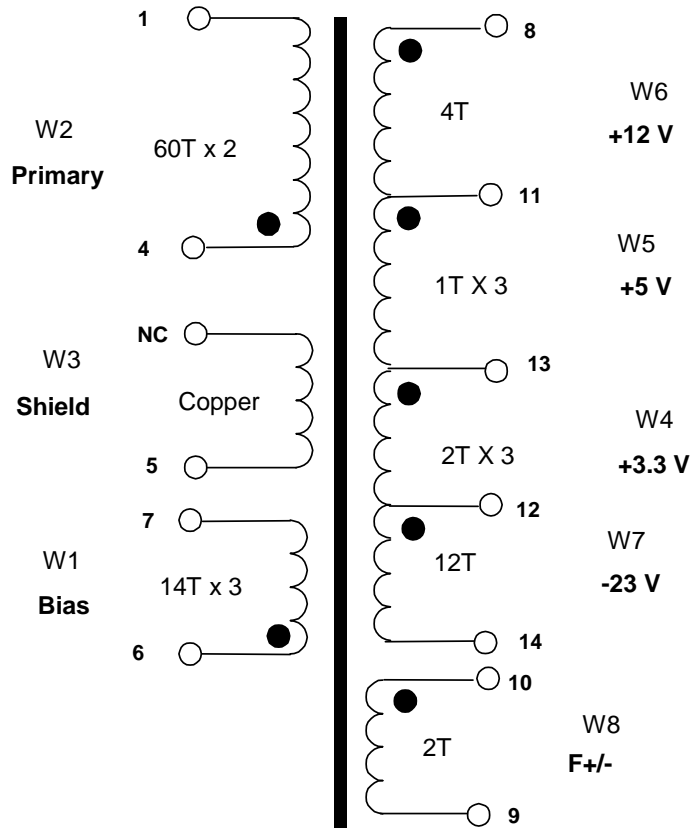 1
W2
Primary
60T x 2
4
NC
W3
Shield
Copper
5
7
W1
Bias
14T x 3
6
8
4T
W6
+12 V
11
1T X 3
W5
+5 V
13
2T X 3
W4
+3.3 V
12
12T
W7
-23 V
14
10
2T
W8
F+/-
9